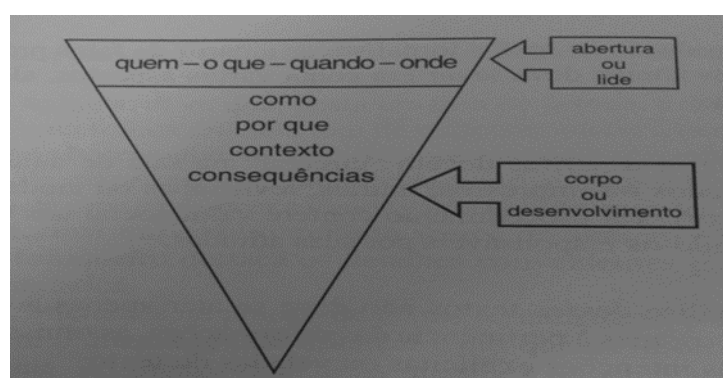 quem – o que – quando – onde
abertura
ou
lide
como
por que
contexto
consequências
corpo
ou
desenvolvimento